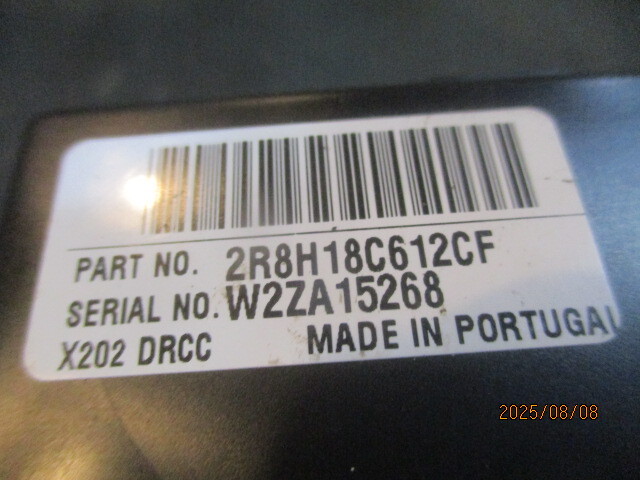 PART NO. 2R8H18C612CF
SERIAL NO. W2ZA15268
X202 DRCC MADE IN PORTUGAL
2025/08/08